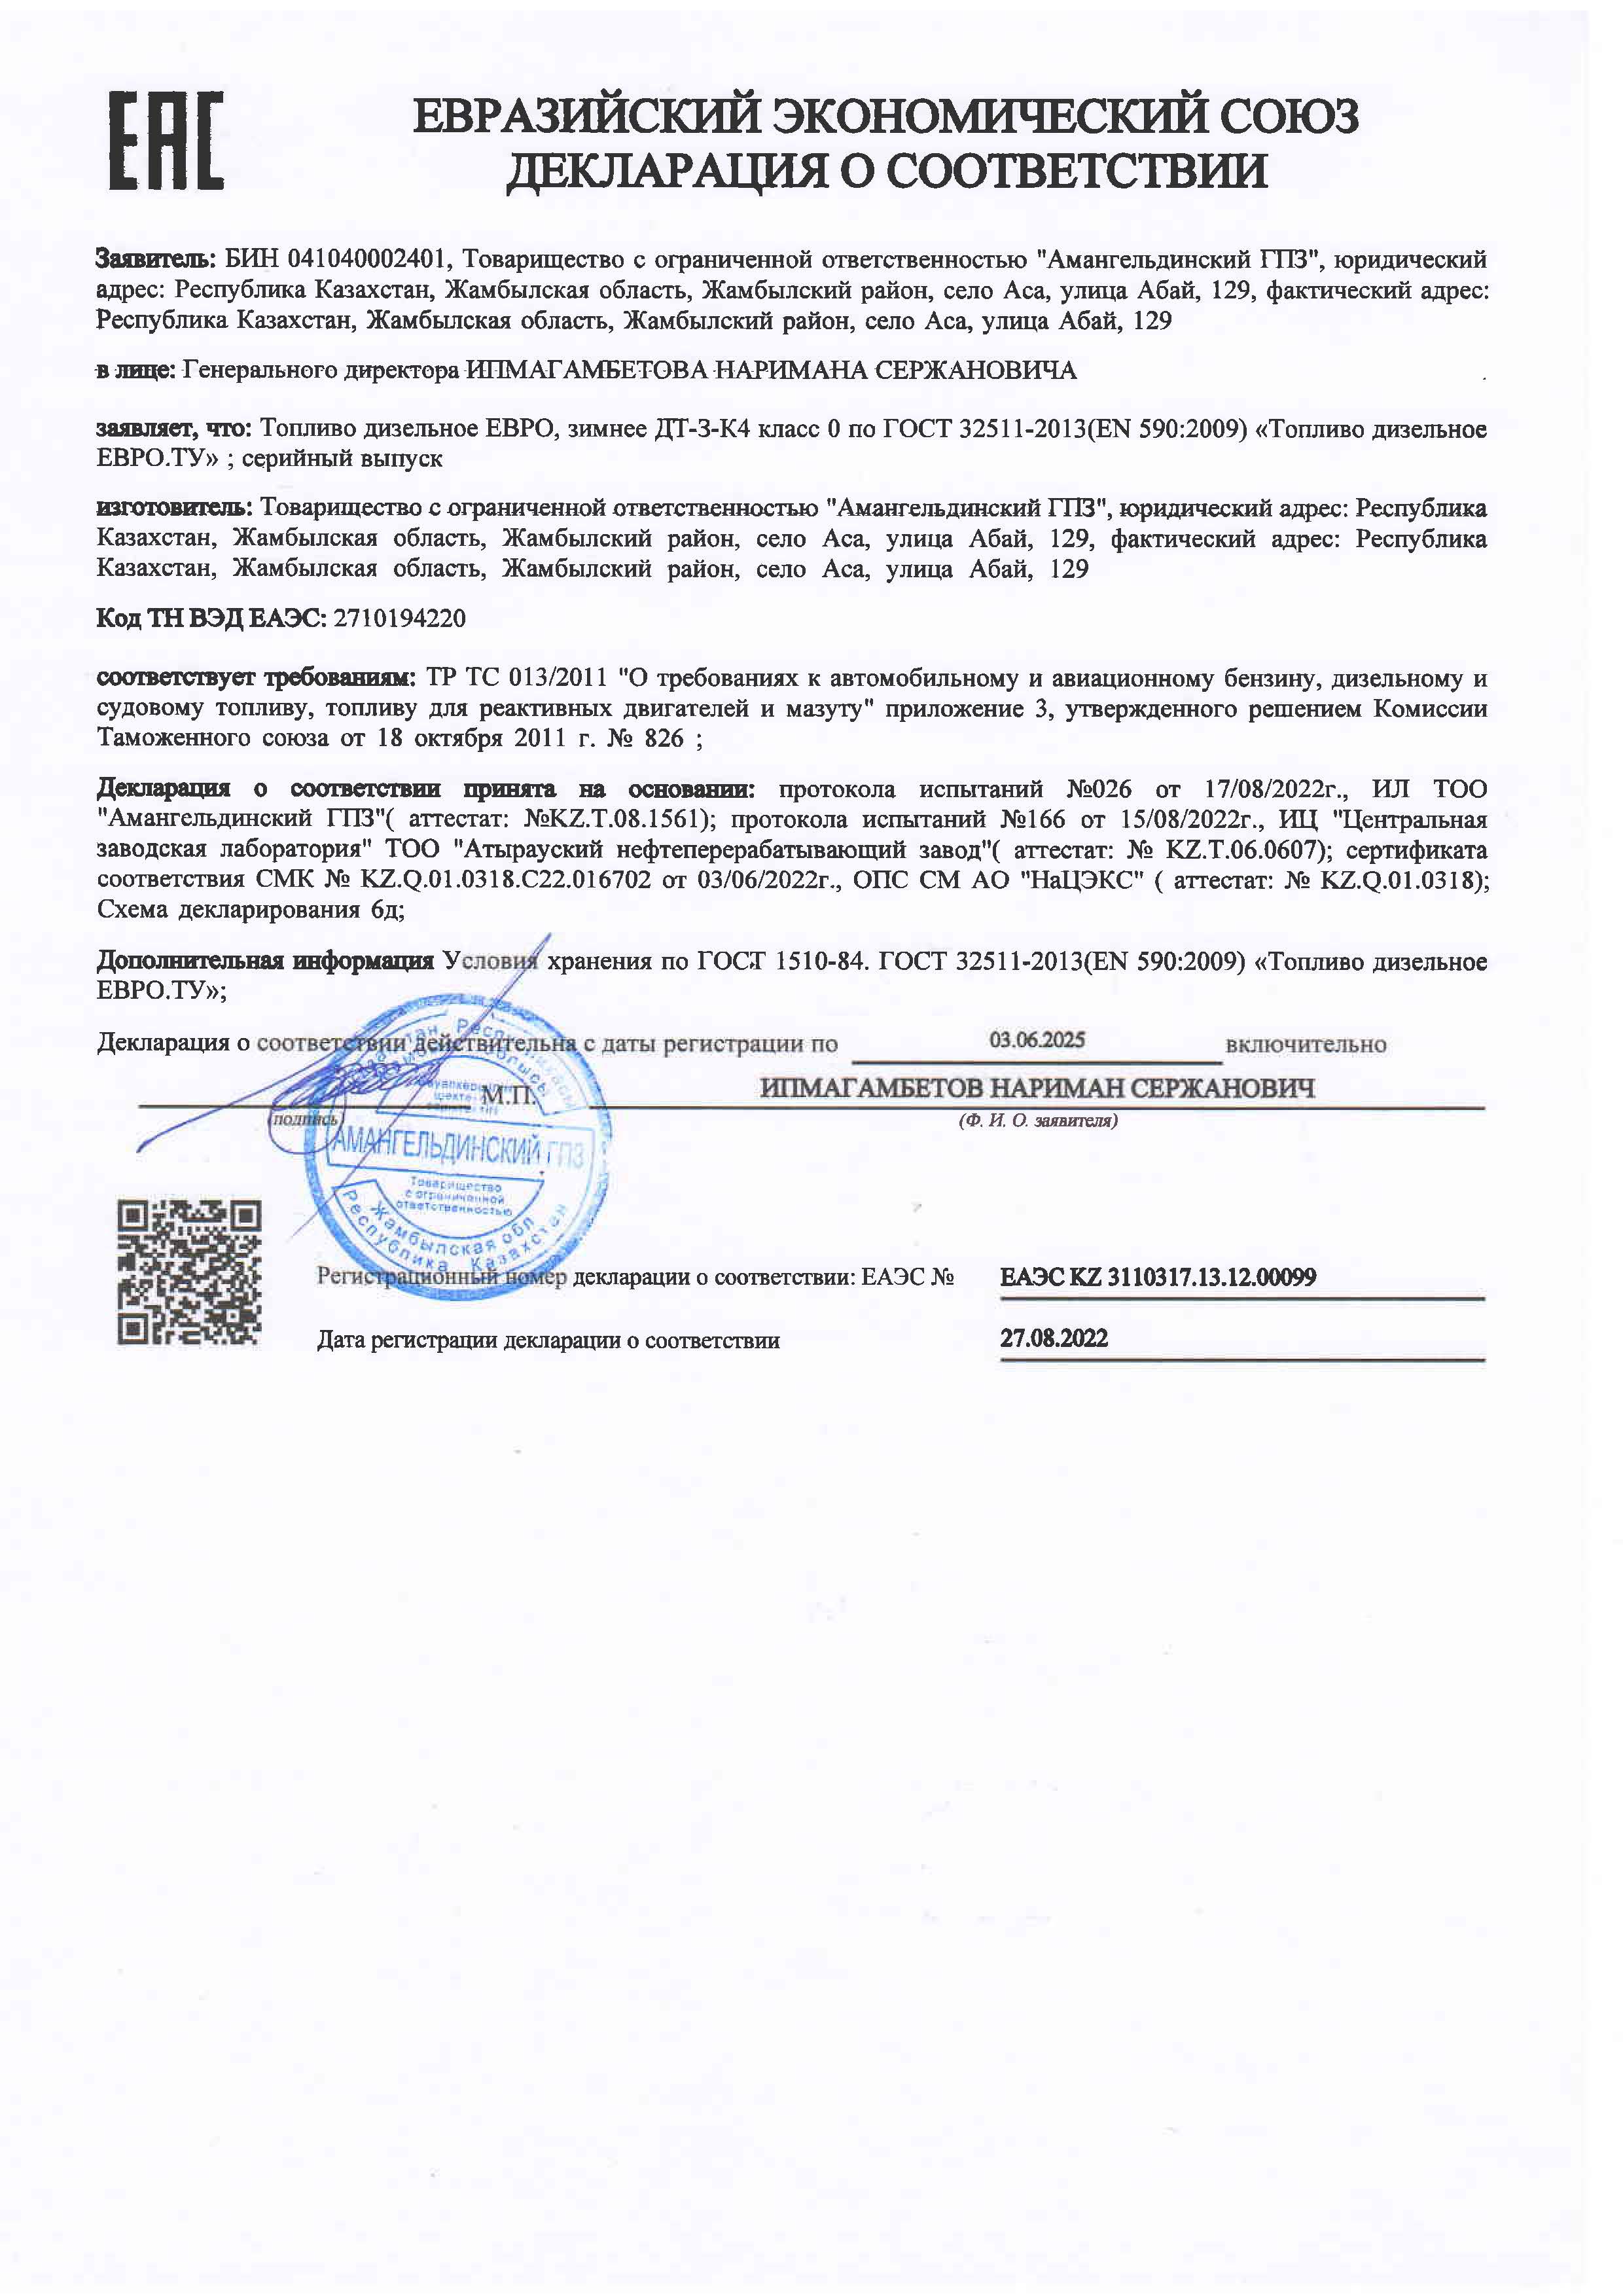 ЕАС
ЕВРАЗИЙСКИЙ ЭКОНОМИЧЕСКИЙ СОЮЗ
ДЕКЛАРАЦИЯ О СООТВЕТСТВИИ
Заявитель: БИН 041040002401, Товарищество с ограниченной ответственностью "Амангельдинский ГПЗ", юридический
адрес: Республика Казахстан, Жамбылская область, Жамбылский район, село Аса, улица Абай, 129, фактический адрес:
Республика Казахстан, Жамбылская область, Жамбылский район, село Аса, улица Абай, 129
в лице: Генерального директора ИПМАГАМБЕТОВА НАРИМАНА СЕРЖАНОВИЧА
заявляет, что: Топливо дизельное ЕВРО, зимнее ДТ-З-К4 класс 0 по ГОСТ 32511-2013(EN 590:2009) «Топливо дизельное
ЕВРО.ТУ» ; серийный выпуск
изготовитель: Товарищество с ограниченной ответственностью "Амангельдинский ГПЗ", юридический адрес: Республика
Казахстан, Жамбылская область, Жамбылский район, село Аса, улица Абай, 129, фактический адрес: Республика
Казахстан, Жамбылская область, Жамбылский район, село Аса, улица Абай, 129
Код ТН ВЭД ЕАЭС: 2710194220
соответствует требованиям: ТР ТС 013/2011 "О требованиях к автомобильному и авиационному бензину, дизельному и
судовому топливу, топливу для реактивных двигателей и мазуту" приложение 3, утвержденного решением Комиссии
Таможенного союза от 18 октября 2011 г. № 826 ;
Декларация о соответствии принята на основании: протокола испытаний №026 от 17/08/2022г., ИЛ ТОО
"Амангельдинский ГПЗ"( аттестат: №KZ.T.08.1561); протокола испытаний №166 от 15/08/2022г., ИЦ "Центральная
заводская лаборатория" ТОО "Атырауский нефтеперерабатывающий завод"( аттестат: № KZ.T.06.0607); сертификата
соответствия СМК № KZ.Q.01.0318.C22.016702 от 03/06/2022г., ОПС СМ АО "НаЦЭКС" ( аттестат: № KZ.Q.01.0318);
Схема декларирования 6д;
Дополнительная информация Условия хранения по ГОСТ 1510-84. ГОСТ 32511-2013(EN 590:2009) «Топливо дизельное
ЕВРО.ТУ»;
Декларация о соответствии действительна с даты регистрации по 03.06.2025 включительно
М.П. ИПМАГАМБЕТОВ НАРИМАН СЕРЖАНОВИЧ
(подпись) (Ф. И. О. заявителя)
АМАНГЕЛЬДИНСКИЙ ГПЗ
Товарищество
с ограниченной
ответственностью
Жамбылская обл
Республика Казахстан
Регистрационный номер декларации о соответствии: ЕАЭС № ЕАЭС KZ 3110317.13.12.00099
Дата регистрации декларации о соответствии 27.08.2022